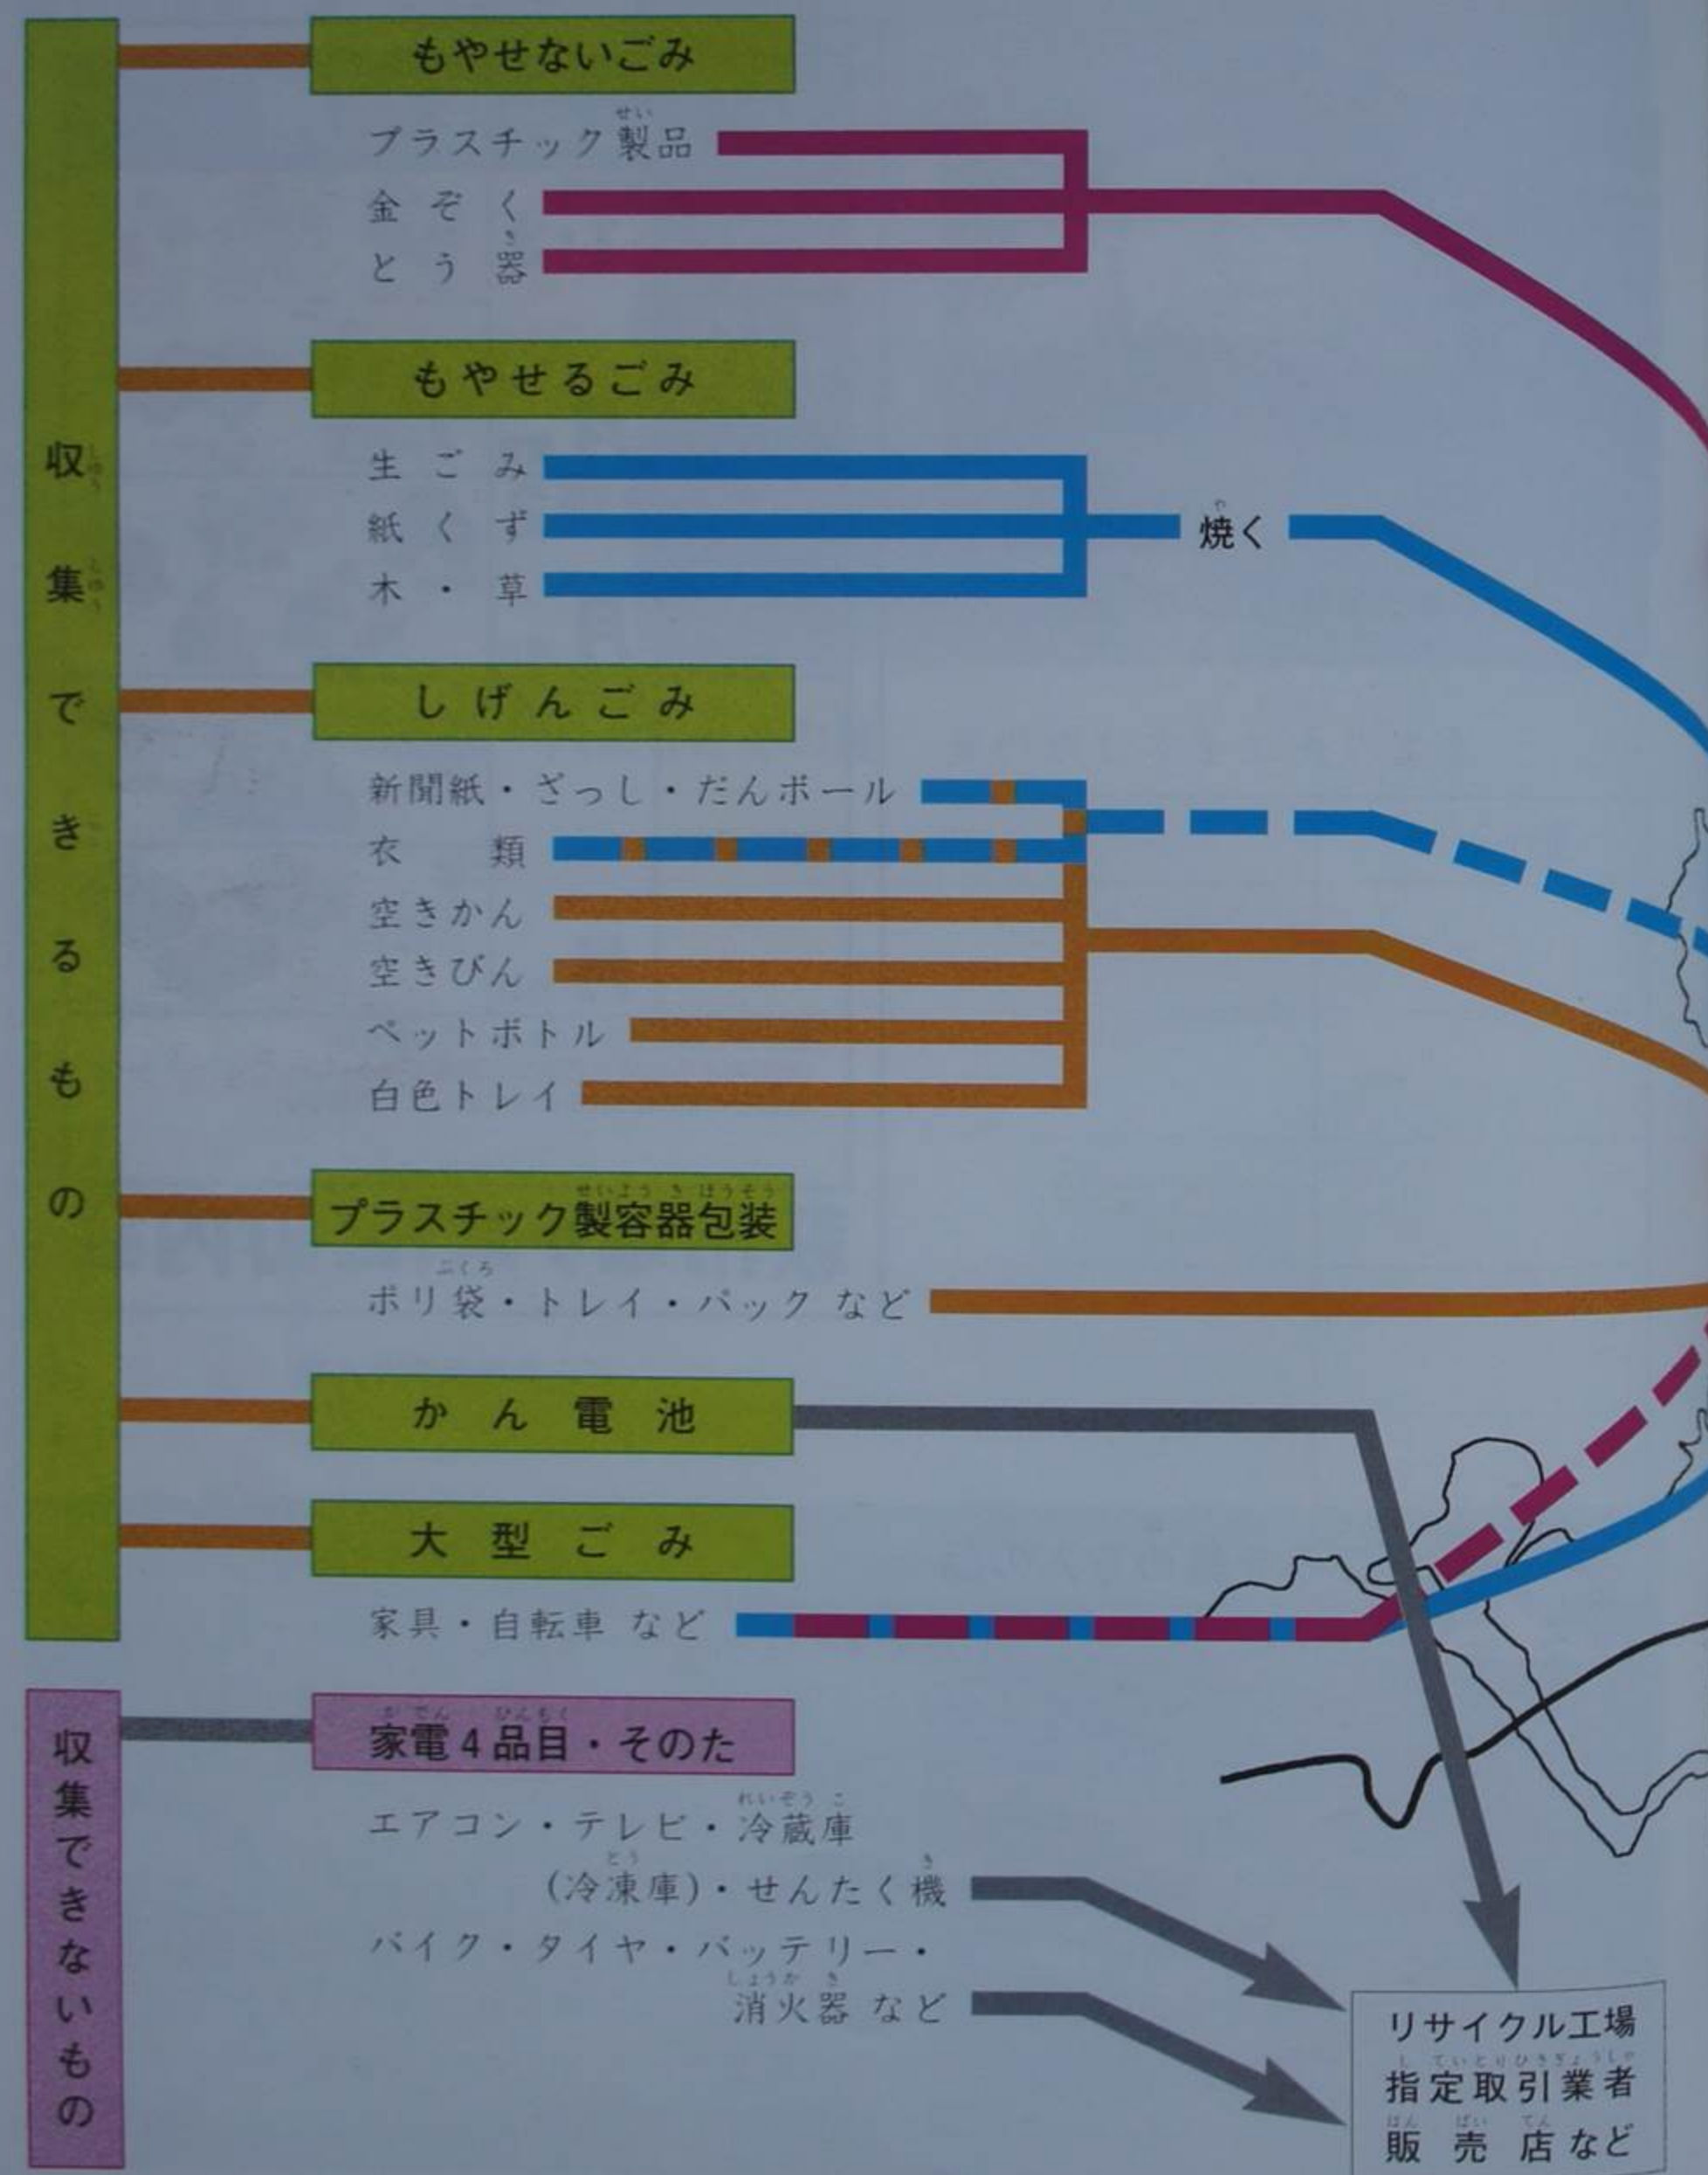 収集できるもの
もやせないごみ
プラスチック製品
金ぞく
とう器
もやせるごみ
生ごみ
紙くず
木・草
焼く
しげんごみ
新聞紙・ざっし・だんボール
衣類
空きかん
空きびん
ペットボトル
白色トレイ
プラスチック製容器包装
ポリ袋・トレイ・パック など
かん電池
大型ごみ
家具・自転車 など
収集できないもの
家電4品目・そのた
エアコン・テレビ・冷蔵庫
(冷凍庫)・せんたく機
バイク・タイヤ・バッテリー・
消火器 など
リサイクル工場
指定取引業者
販売店など